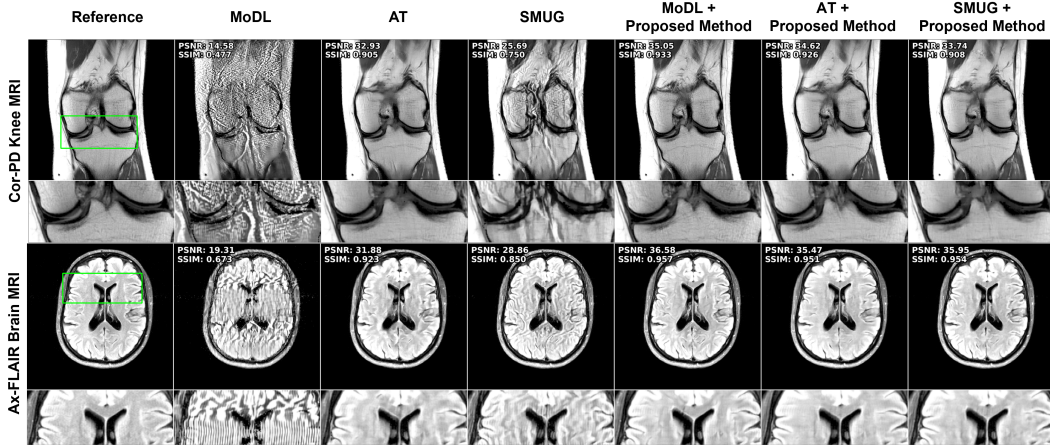 Reference
MoDL
AT
SMUG
MoDL +
Proposed Method
AT +
Proposed Method
SMUG +
Proposed Method
Cor-PD Knee MRI
PSNR: 14.58
SSIM: 0.477
PSNR: 32.93
SSIM: 0.905
PSNR: 25.69
SSIM: 0.750
PSNR: 35.05
SSIM: 0.933
PSNR: 34.62
SSIM: 0.926
PSNR: 33.74
SSIM: 0.908
Ax-FLAIR Brain MRI
PSNR: 19.31
SSIM: 0.673
PSNR: 31.88
SSIM: 0.923
PSNR: 28.86
SSIM: 0.850
PSNR: 36.58
SSIM: 0.957
PSNR: 35.47
SSIM: 0.951
PSNR: 35.95
SSIM: 0.954